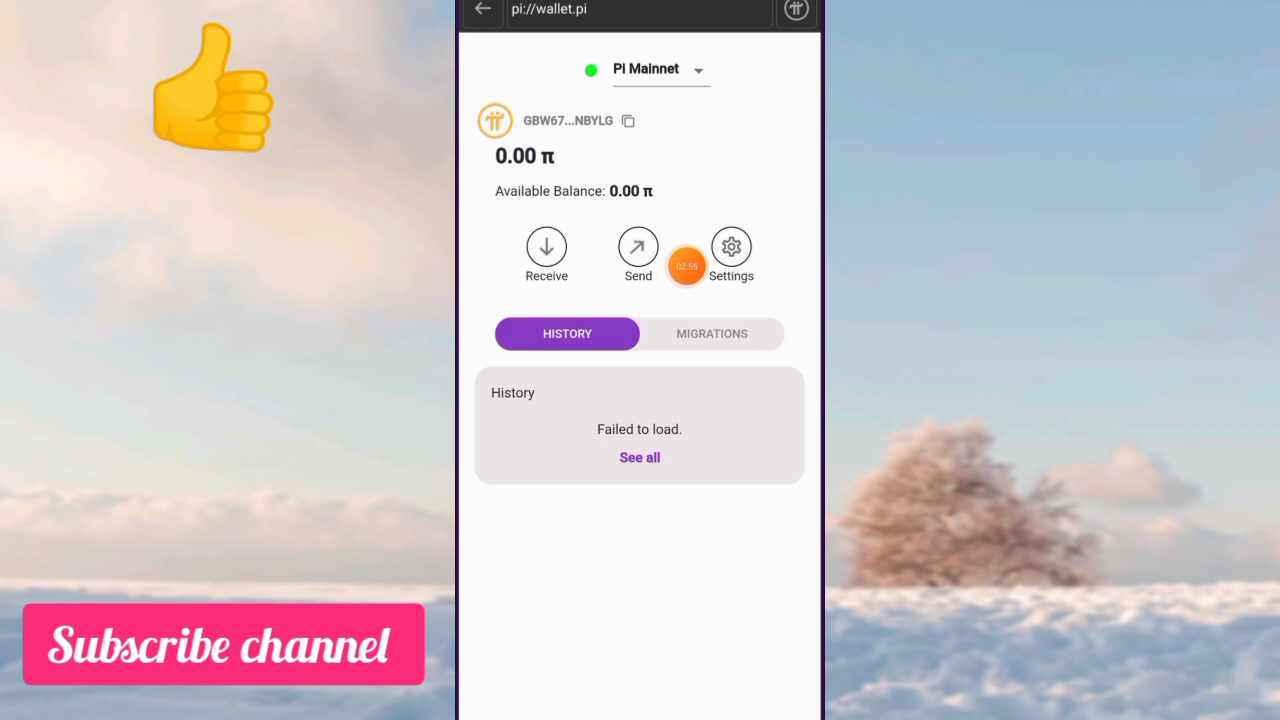 pi://wallet.pi
Pi Mainnet
GBW67...NBYLG
0.00 π
Available Balance: 0.00 π
Receive
Send
02:55
Settings
HISTORY
MIGRATIONS
History
Failed to load.
See all
Subscribe channel